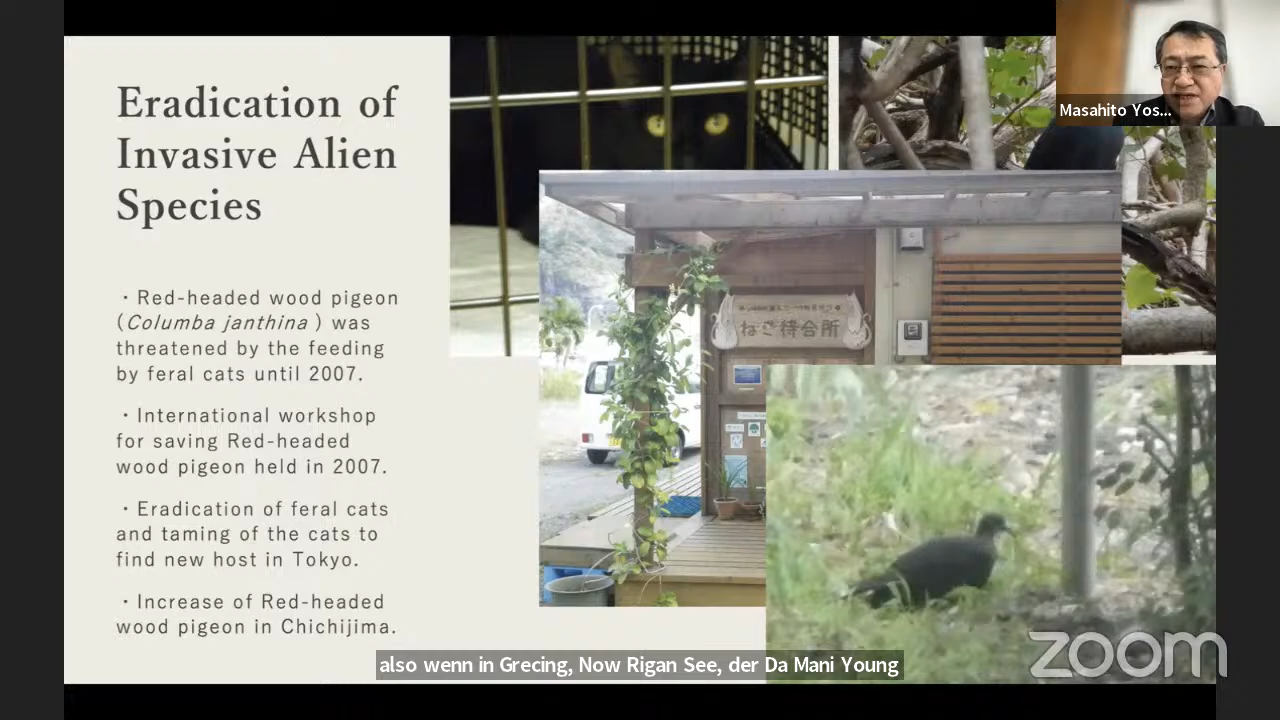 Eradication of
Invasive Alien
Species
・Red-headed wood pigeon
(Columba janthina ) was
threatened by the feeding
by feral cats until 2007.
・International workshop
for saving Red-headed
wood pigeon held in 2007.
・Eradication of feral cats
and taming of the cats to
find new host in Tokyo.
・Increase of Red-headed
wood pigeon in Chichijima.
Masahito Yos...
ねこ待合所
also wenn in Grecing, Now Rigan See, der Da Mani Young
zoom